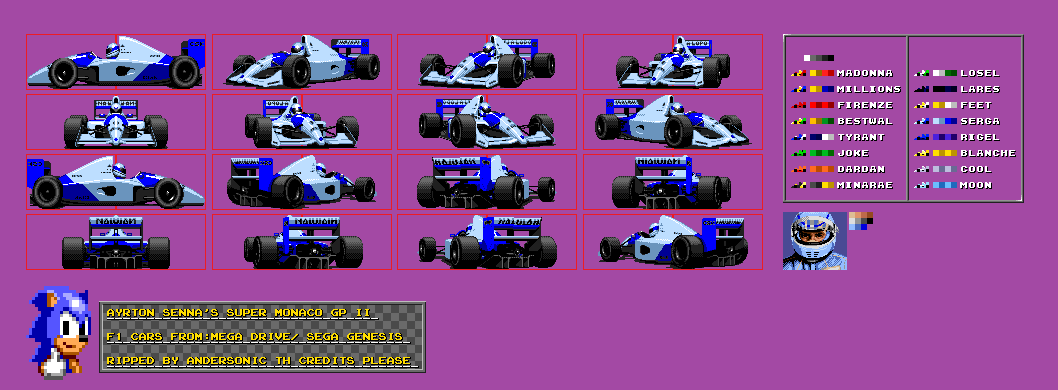 MADONNA
MILLIONS
FIRENZE
BESTWAL
TYRANT
JOKE
DARDAN
MINARAE
LOSEL
LARES
FEET
SERGA
RIGEL
BLANCHE
COOL
MOON
AYRTON SENNA'S SUPER MONACO GP II
F1 CARS FROM:MEGA DRIVE/ SEGA GENESIS
RIPPED BY ANDERSONIC TH CREDITS PLEASE